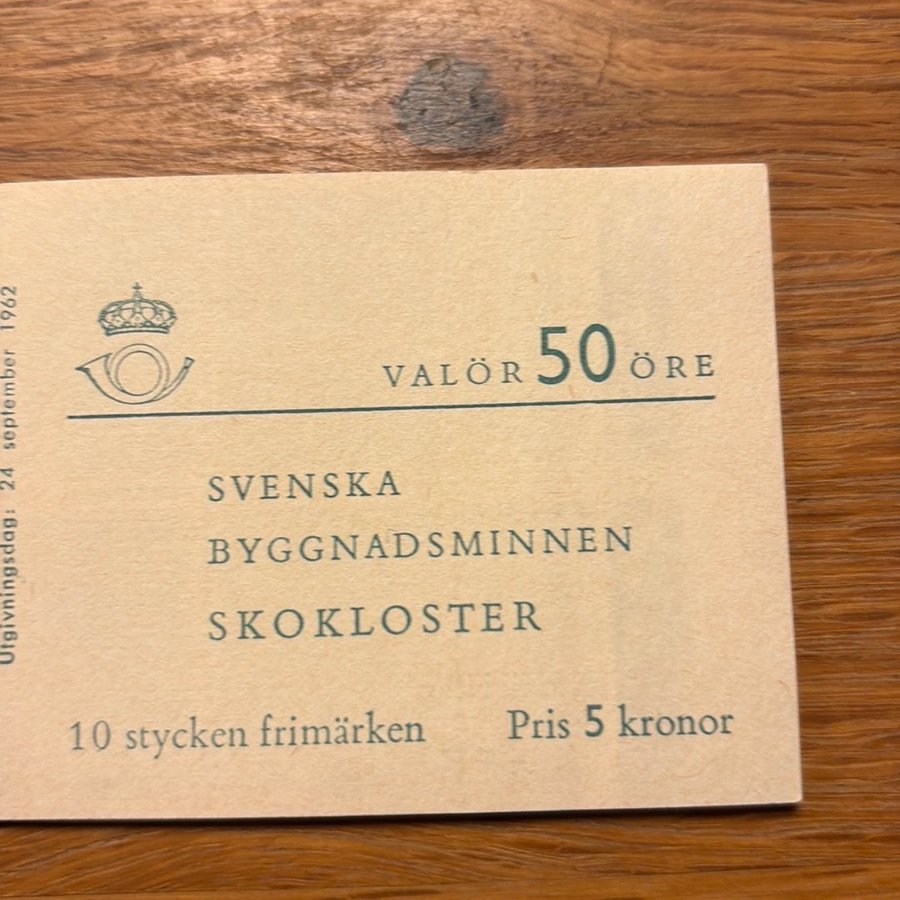 Utgivningsdag: 24 september 1962
VALÖR 50 ÖRE
SVENSKA
BYGGNADSMINNEN
SKOKLOSTER
10 stycken frimärken Pris 5 kronor